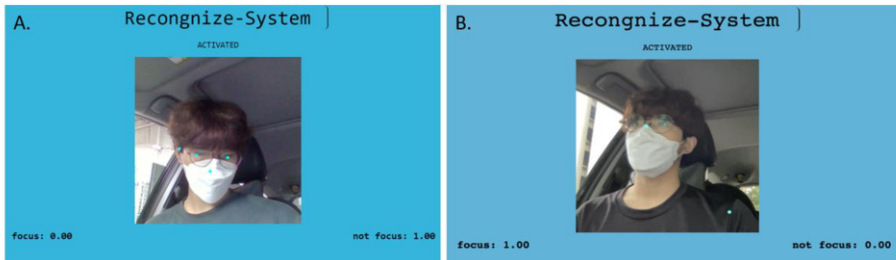 A.
Recongnize-System )
ACTIVATED
focus: 0.00
not focus: 1.00
B.
Recongnize-System )
ACTIVATED
focus: 1.00
not focus: 0.00